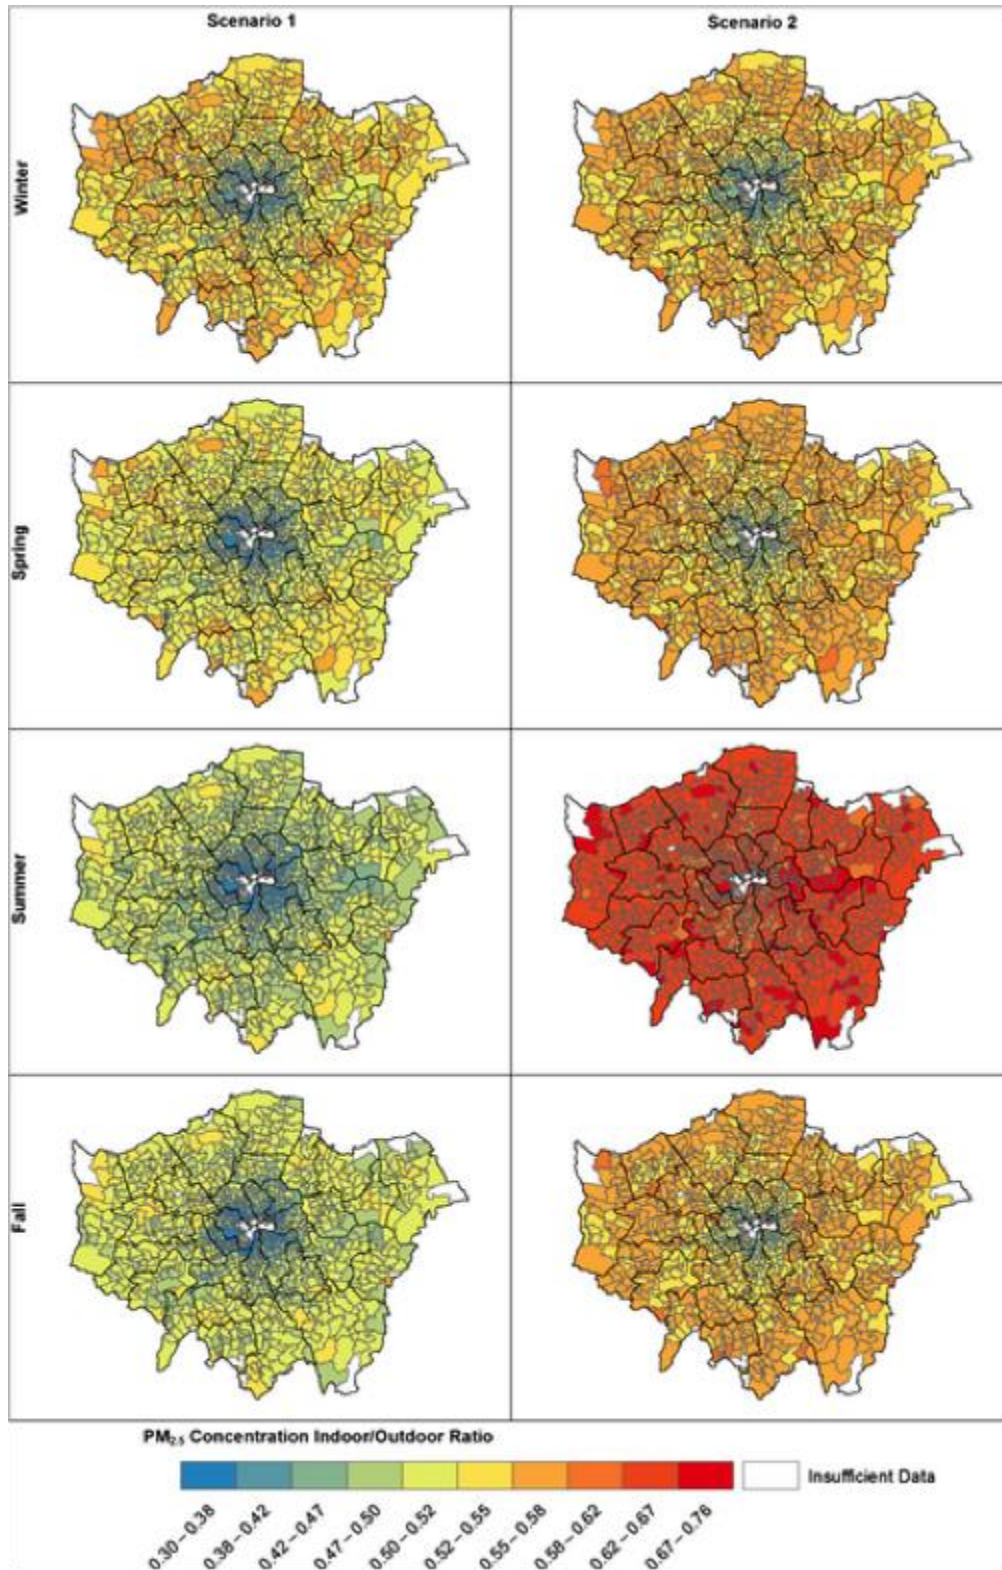 Scenario 1
Scenario 2
Winter
Spring
Summer
Fall
PM2.5 Concentration Indoor/Outdoor Ratio
Insufficient Data
0.30 – 0.38
0.38 – 0.42
0.42 – 0.47
0.47 – 0.50
0.50 – 0.52
0.52 – 0.55
0.55 – 0.58
0.58 – 0.62
0.62 – 0.67
0.67 – 0.76